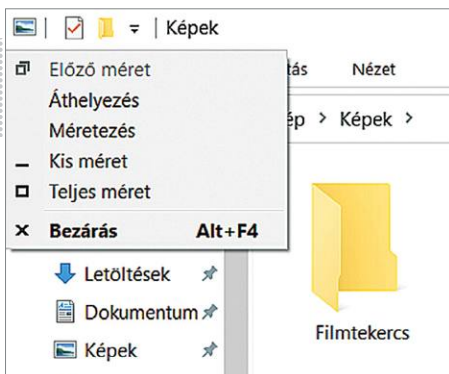 Képek
Előző méret
Áthelyezés
Méretezés
Kis méret
Teljes méret
Bezárás Alt+F4
tás Nézet
ép > Képek >
Letöltések
Dokumentum
Képek
Filmtekercs